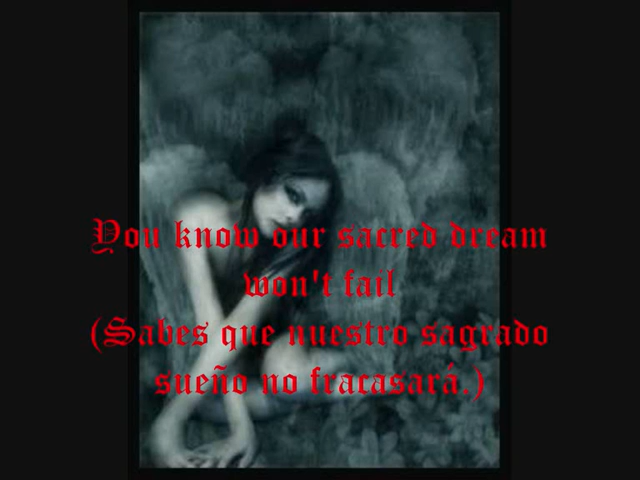 You know our sacred dream
won't fail
(Sabes que nuestro sagrado
sueño no fracasará.)